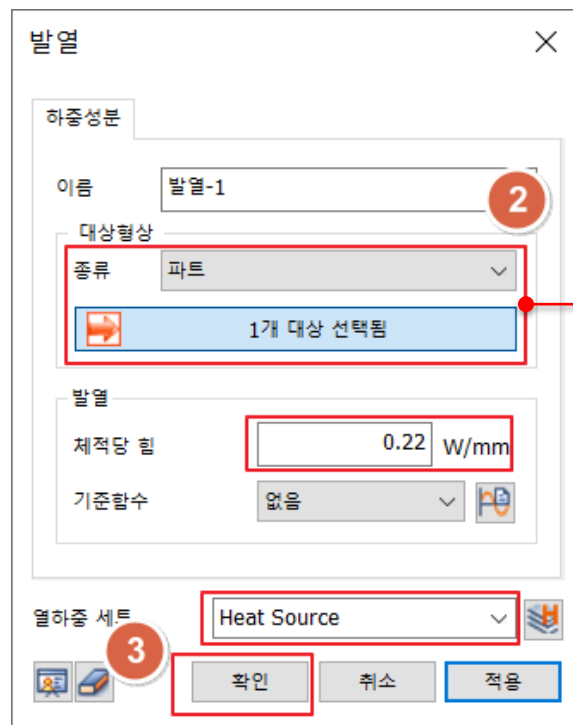 발열
하중성분
이름 발열-1
2
대상형상
종류 파트
1개 대상 선택됨
발열
체적당 힘 0.22 W/mm
기준함수 없음
열하중 세트 Heat Source
3
확인 취소 적용